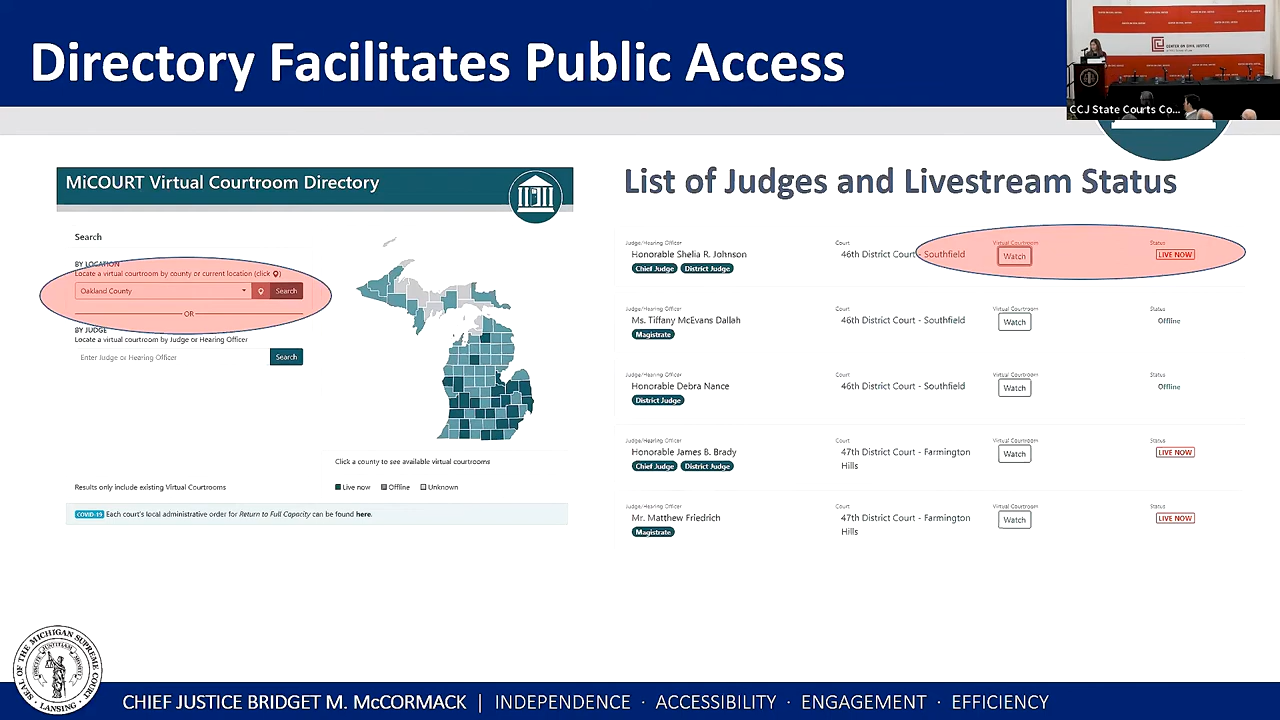 Directory Facilitates Public Access
CENTER ON CIVIL JUSTICE
CCJ State Courts Co...
MiCOURT Virtual Courtroom Directory
Search
BY LOCATION
Locate a virtual courtroom by county or current location (click )
Oakland County
Search
OR
BY JUDGE
Locate a virtual courtroom by Judge or Hearing Officer
Enter Judge or Hearing Officer
Search
Click a county to see available virtual courtrooms
Results only include existing Virtual Courtrooms
Live now Offline Unknown
COVID-19 Each court's local administrative order for Return to Full Capacity can be found here.
List of Judges and Livestream Status
Judge/Hearing Officer Court Virtual Courtroom Status
Honorable Shelia R. Johnson 46th District Court - Southfield Watch LIVE NOW
Chief Judge District Judge
Judge/Hearing Officer Court Virtual Courtroom Status
Ms. Tiffany McEvans Dallah 46th District Court - Southfield Watch Offline
Magistrate
Judge/Hearing Officer Court Virtual Courtroom Status
Honorable Debra Nance 46th District Court - Southfield Watch Offline
District Judge
Judge/Hearing Officer Court Virtual Courtroom Status
Honorable James B. Brady 47th District Court - Farmington Watch LIVE NOW
Chief Judge District Judge Hills
Judge/Hearing Officer Court Virtual Courtroom Status
Mr. Matthew Friedrich 47th District Court - Farmington Watch LIVE NOW
Magistrate Hills
SEAL OF THE MICHIGAN SUPREME COURT
LANSING
CHIEF JUSTICE BRIDGET M. McCORMACK | INDEPENDENCE · ACCESSIBILITY · ENGAGEMENT · EFFICIENCY